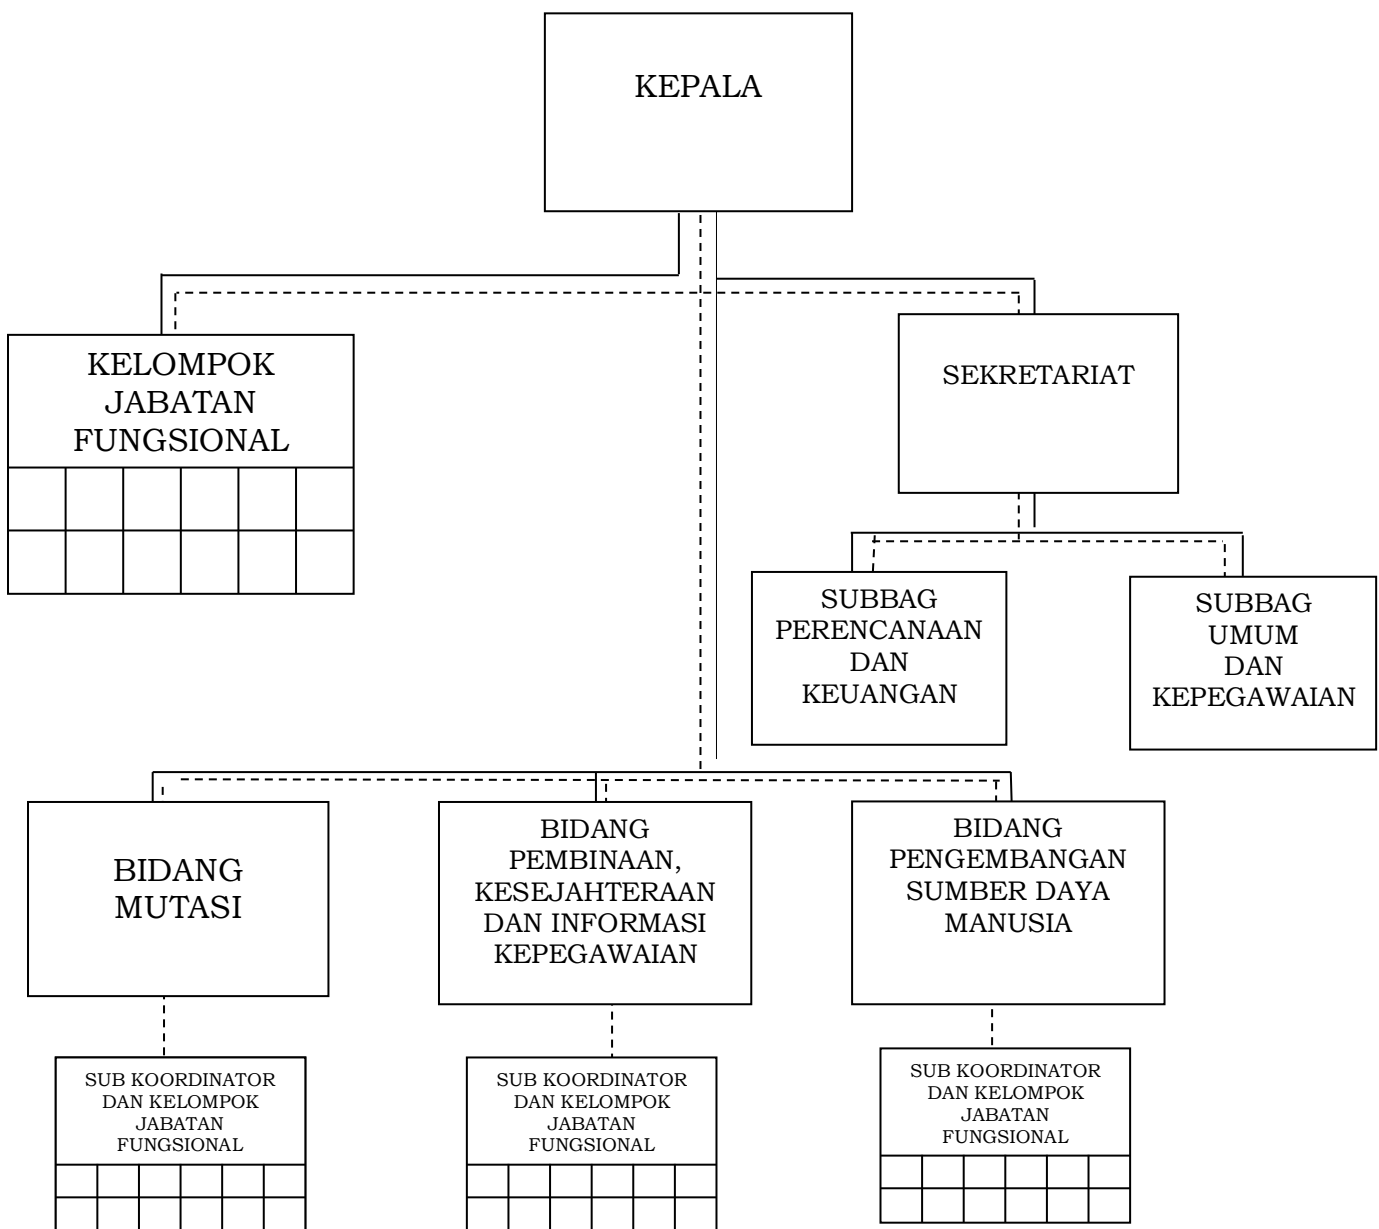 KEPALA
KELOMPOK
JABATAN
FUNGSIONAL
SEKRETARIAT
SUBBAG
PERENCANAAN
DAN
KEUANGAN
SUBBAG
UMUM
DAN
KEPEGAWAIAN
BIDANG
MUTASI
BIDANG
PEMBINAAN,
KESEJAHTERAAN
DAN INFORMASI
KEPEGAWAIAN
BIDANG
PENGEMBANGAN
SUMBER DAYA
MANUSIA
SUB KOORDINATOR
DAN KELOMPOK
JABATAN
FUNGSIONAL
SUB KOORDINATOR
DAN KELOMPOK
JABATAN
FUNGSIONAL
SUB KOORDINATOR
DAN KELOMPOK
JABATAN
FUNGSIONAL